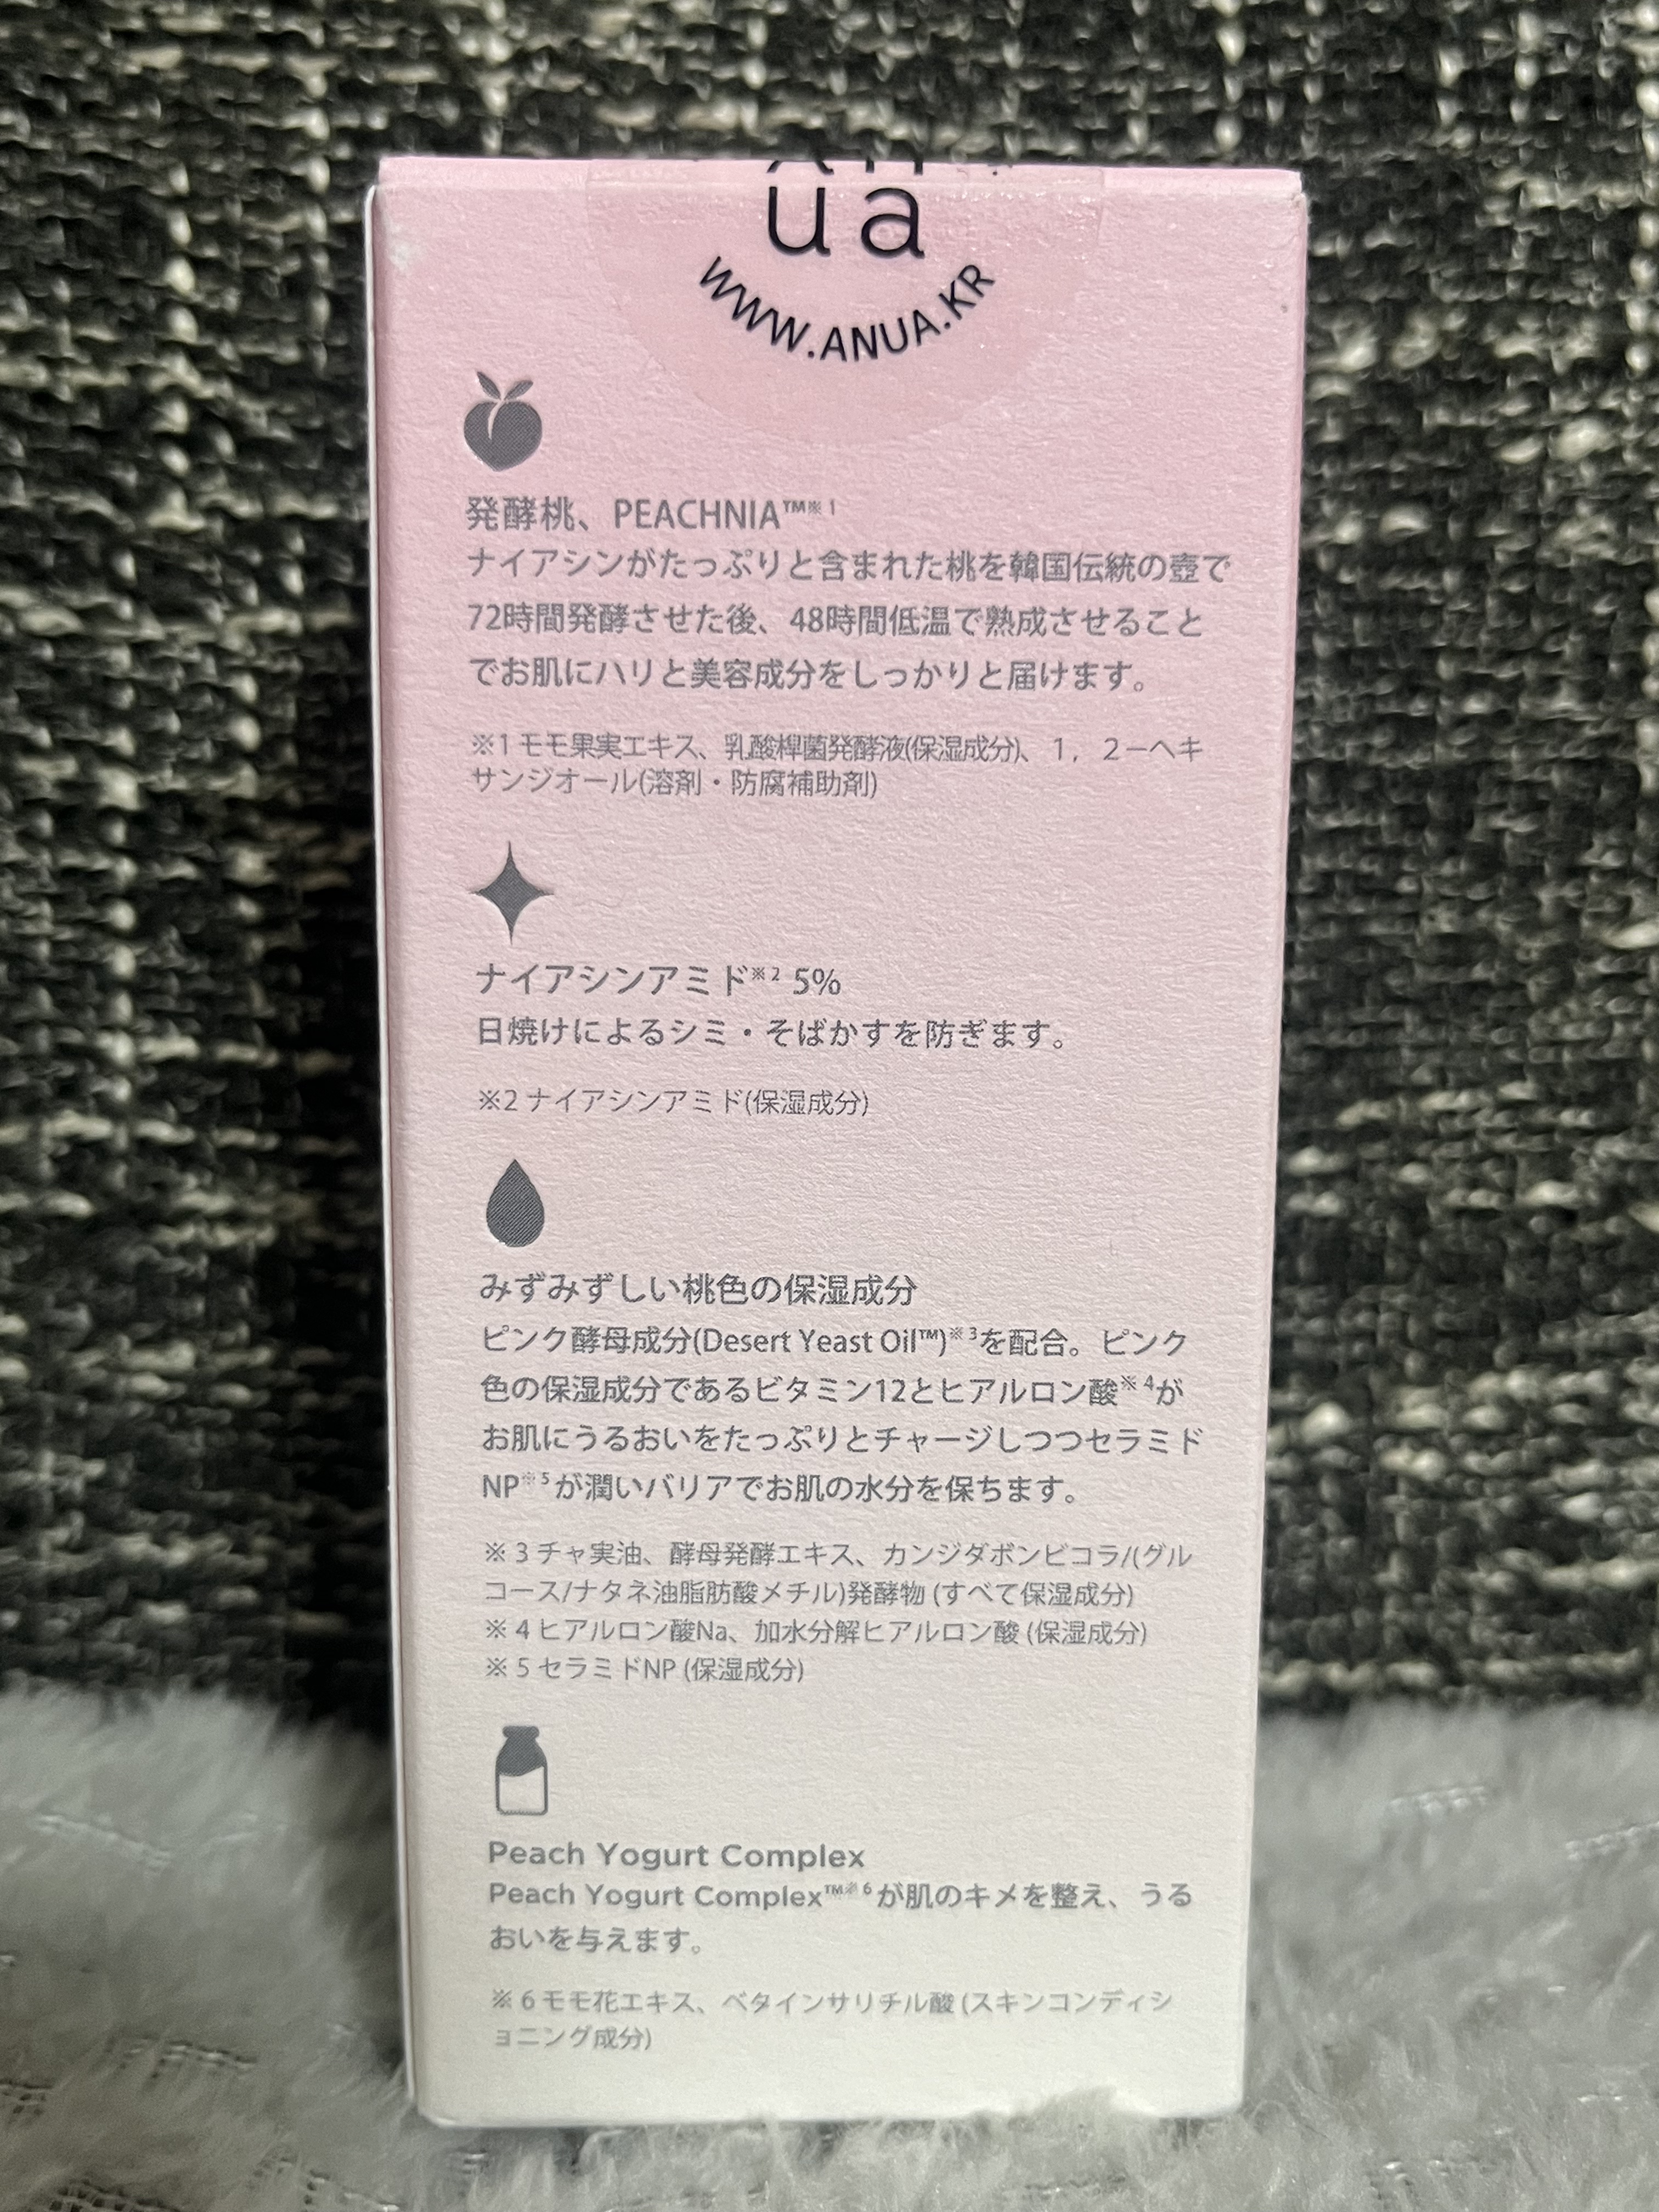 ua
WWW.ANUA.KR
発酵桃、PEACHNIA™※1
ナイアシンがたっぷりと含まれた桃を韓国伝統の壺で
72時間発酵させた後、48時間低温で熟成させること
でお肌にハリと美容成分をしっかりと届けます。
※1 モモ果実エキス、乳酸桿菌発酵液(保湿成分)、１，２－ヘキ
サンジオール(溶剤・防腐補助剤)
ナイアシンアミド※2 5%
日焼けによるシミ・そばかすを防ぎます。
※2 ナイアシンアミド(保湿成分)
みずみずしい桃色の保湿成分
ピンク酵母成分(Desert Yeast Oil™)※3を配合。ピンク
色の保湿成分であるビタミン12とヒアルロン酸※4が
お肌にうるおいをたっぷりとチャージしつつセラミド
NP※5が潤いバリアでお肌の水分を保ちます。
※ 3 チャ実油、酵母発酵エキス、カンジダボンビコラ/(グル
コース/ナタネ油脂肪酸メチル)発酵物 (すべて保湿成分)
※ 4 ヒアルロン酸Na、加水分解ヒアルロン酸 (保湿成分)
※ 5 セラミドNP (保湿成分)
Peach Yogurt Complex
Peach Yogurt Complex™※6が肌のキメを整え、うる
おいを与えます。
※ 6 モモ花エキス、ベタインサリチル酸 (スキンコンディシ
ョニング成分)